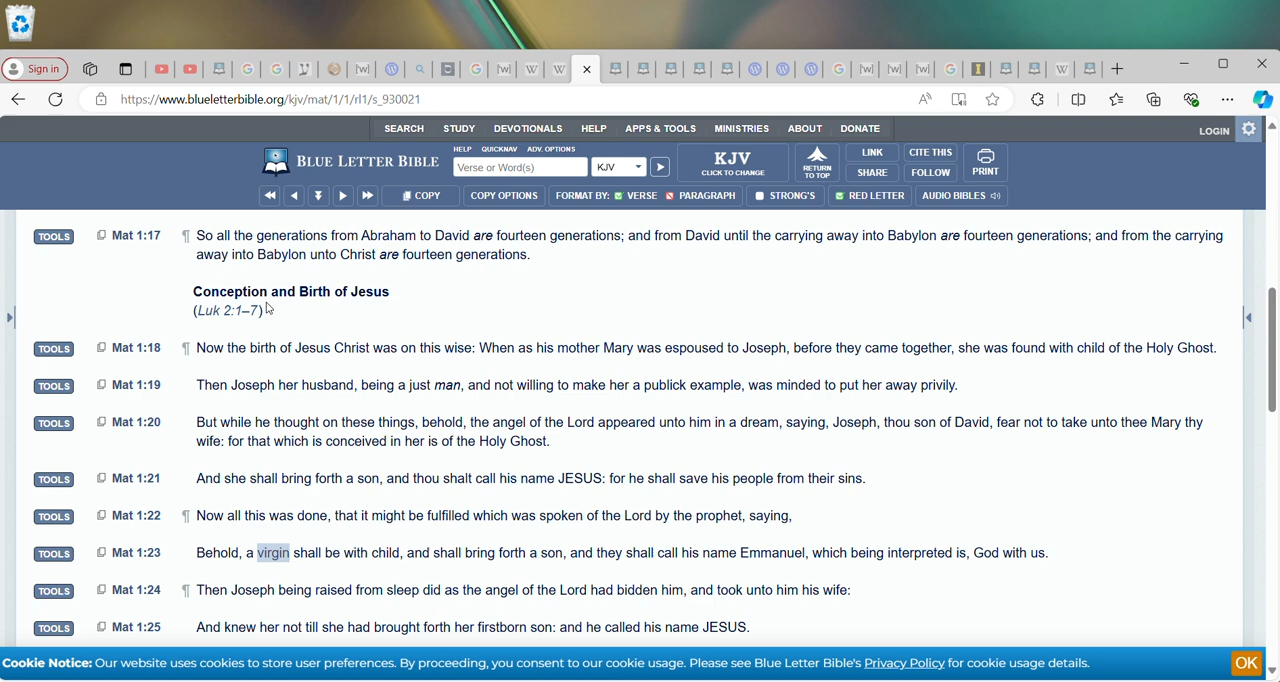 Sign in
https://www.blueletterbible.org/kjv/mat/1/1/rl1/s_930021
SEARCH STUDY DEVOTIONALS HELP APPS & TOOLS MINISTRIES ABOUT DONATE
LOGIN
BLUE LETTER BIBLE
HELP QUICKNAV ADV. OPTIONS
Verse or Word(s)
KJV
KJV
CLICK TO CHANGE
RETURN
TO TOP
LINK
CITE THIS
SHARE
FOLLOW
PRINT
COPY COPY OPTIONS FORMAT BY: VERSE PARAGRAPH STRONG'S RED LETTER AUDIO BIBLES
TOOLS Mat 1:17 ¶ So all the generations from Abraham to David are fourteen generations; and from David until the carrying away into Babylon are fourteen generations; and from the carrying
away into Babylon unto Christ are fourteen generations.
Conception and Birth of Jesus
(Luk 2:1–7)
TOOLS Mat 1:18 ¶ Now the birth of Jesus Christ was on this wise: When as his mother Mary was espoused to Joseph, before they came together, she was found with child of the Holy Ghost.
TOOLS Mat 1:19 Then Joseph her husband, being a just man, and not willing to make her a publick example, was minded to put her away privily.
TOOLS Mat 1:20 But while he thought on these things, behold, the angel of the Lord appeared unto him in a dream, saying, Joseph, thou son of David, fear not to take unto thee Mary thy
wife: for that which is conceived in her is of the Holy Ghost.
TOOLS Mat 1:21 And she shall bring forth a son, and thou shalt call his name JESUS: for he shall save his people from their sins.
TOOLS Mat 1:22 ¶ Now all this was done, that it might be fulfilled which was spoken of the Lord by the prophet, saying,
TOOLS Mat 1:23 Behold, a virgin shall be with child, and shall bring forth a son, and they shall call his name Emmanuel, which being interpreted is, God with us.
TOOLS Mat 1:24 ¶ Then Joseph being raised from sleep did as the angel of the Lord had bidden him, and took unto him his wife:
TOOLS Mat 1:25 And knew her not till she had brought forth her firstborn son: and he called his name JESUS.
Cookie Notice: Our website uses cookies to store user preferences. By proceeding, you consent to our cookie usage. Please see Blue Letter Bible's Privacy Policy for cookie usage details.
OK